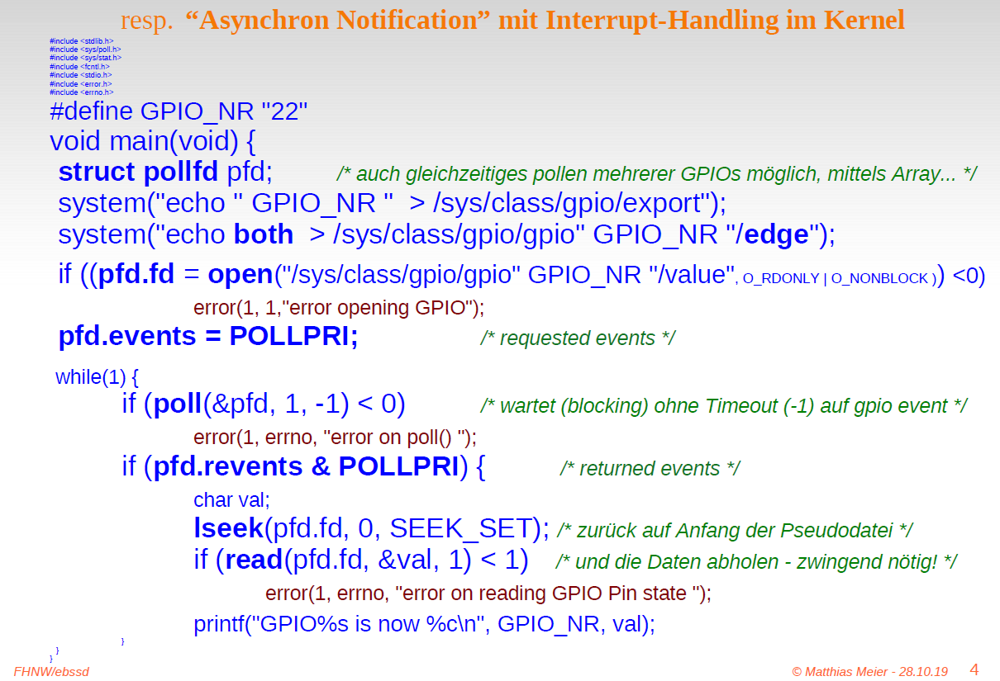 resp. “Asynchron Notification” mit Interrupt-Handling im Kernel
#include <stdlib.h>
#include <sys/poll.h>
#include <sys/stat.h>
#include <fcntl.h>
#include <stdio.h>
#include <error.h>
#include <errno.h>
#define GPIO_NR "22"
void main(void) {
struct pollfd pfd; /* auch gleichzeitiges pollen mehrerer GPIOs möglich, mittels Array... */
system("echo " GPIO_NR " > /sys/class/gpio/export");
system("echo both > /sys/class/gpio/gpio" GPIO_NR "/edge");
if ((pfd.fd = open("/sys/class/gpio/gpio" GPIO_NR "/value", O_RDONLY | O_NONBLOCK )) <0)
error(1, 1,"error opening GPIO");
pfd.events = POLLPRI; /* requested events */
while(1) {
if (poll(&pfd, 1, -1) < 0) /* wartet (blocking) ohne Timeout (-1) auf gpio event */
error(1, errno, "error on poll() ");
if (pfd.revents & POLLPRI) { /* returned events */
char val;
lseek(pfd.fd, 0, SEEK_SET); /* zurück auf Anfang der Pseudodatei */
if (read(pfd.fd, &val, 1) < 1) /* und die Daten abholen - zwingend nötig! */
error(1, errno, "error on reading GPIO Pin state ");
printf("GPIO%s is now %c\n", GPIO_NR, val);
}
}
}
FHNW/ebssd © Matthias Meier - 28.10.19 4